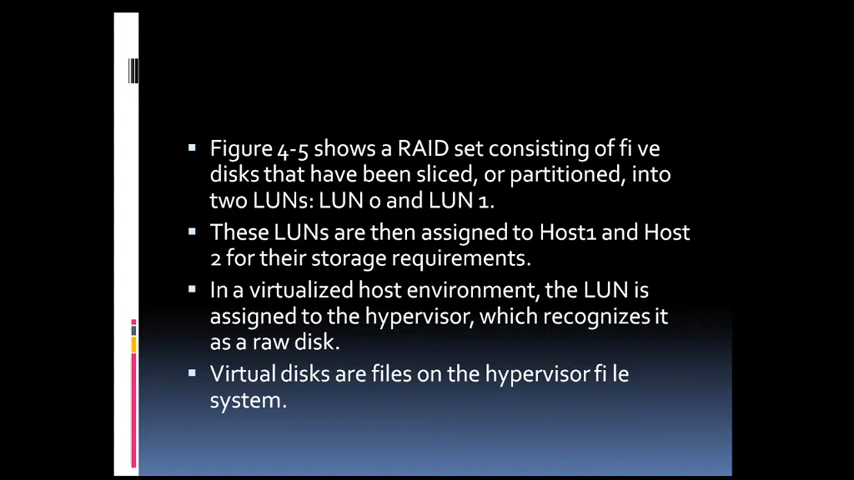 Figure 4-5 shows a RAID set consisting of fi ve
disks that have been sliced, or partitioned, into
two LUNs: LUN 0 and LUN 1.
These LUNs are then assigned to Host1 and Host
2 for their storage requirements.
In a virtualized host environment, the LUN is
assigned to the hypervisor, which recognizes it
as a raw disk.
Virtual disks are files on the hypervisor fi le
system.